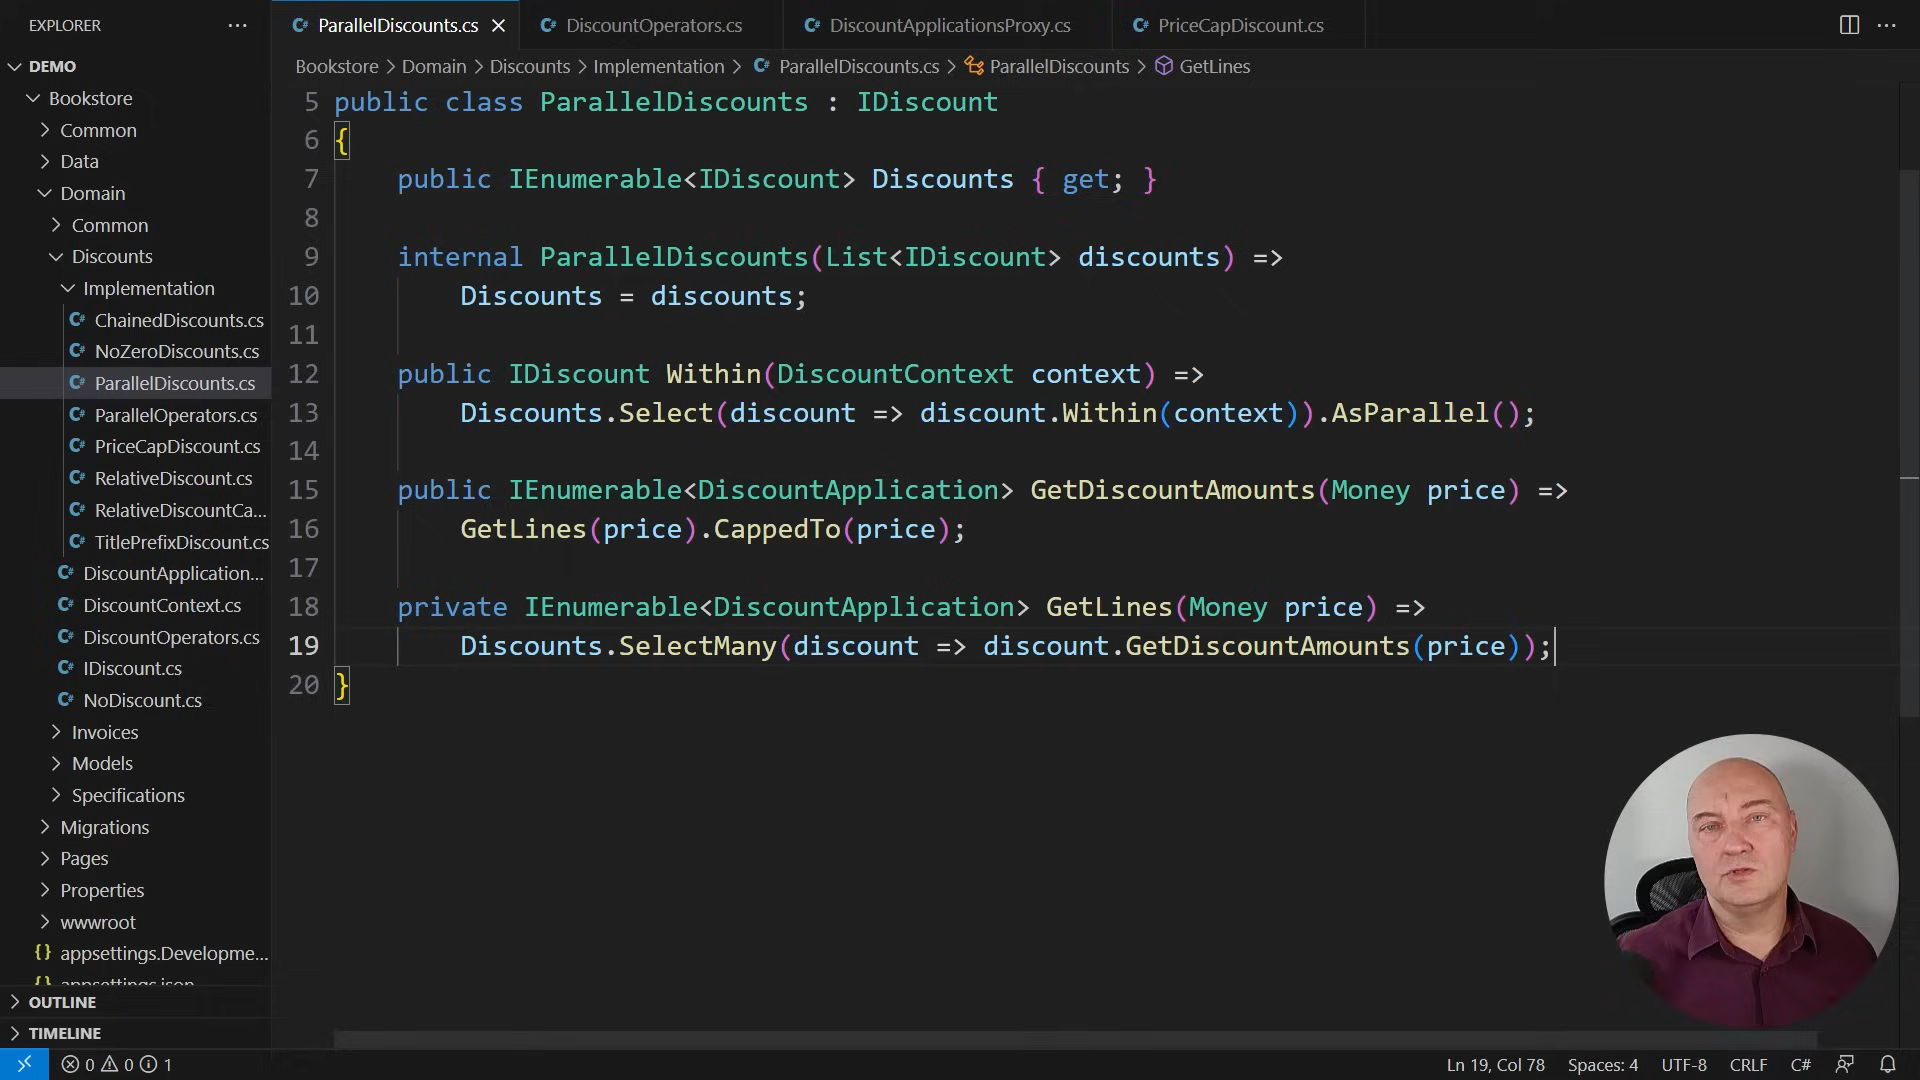 EXPLORER
DEMO
Bookstore
Common
Data
Domain
Common
Discounts
Implementation
ChainedDiscounts.cs
NoZeroDiscounts.cs
ParallelDiscounts.cs
ParallelOperators.cs
PriceCapDiscount.cs
RelativeDiscount.cs
RelativeDiscountCa...
TitlePrefixDiscount.cs
DiscountApplication...
DiscountContext.cs
DiscountOperators.cs
IDiscount.cs
NoDiscount.cs
Invoices
Models
Specifications
Migrations
Pages
Properties
wwwroot
appsettings.Developme...
appsettings.json
OUTLINE
TIMELINE
ParallelDiscounts.cs DiscountOperators.cs DiscountApplicationsProxy.cs PriceCapDiscount.cs
Bookstore > Domain > Discounts > Implementation > ParallelDiscounts.cs > ParallelDiscounts > GetLines
5 public class ParallelDiscounts : IDiscount
6 {
7 public IEnumerable<IDiscount> Discounts { get; }
8
9 internal ParallelDiscounts(List<IDiscount> discounts) =>
10 Discounts = discounts;
11
12 public IDiscount Within(DiscountContext context) =>
13 Discounts.Select(discount => discount.Within(context)).AsParallel();
14
15 public IEnumerable<DiscountApplication> GetDiscountAmounts(Money price) =>
16 GetLines(price).CappedTo(price);
17
18 private IEnumerable<DiscountApplication> GetLines(Money price) =>
19 Discounts.SelectMany(discount => discount.GetDiscountAmounts(price));
20 }
0 0 1 Ln 19, Col 78 Spaces: 4 UTF-8 CRLF C#